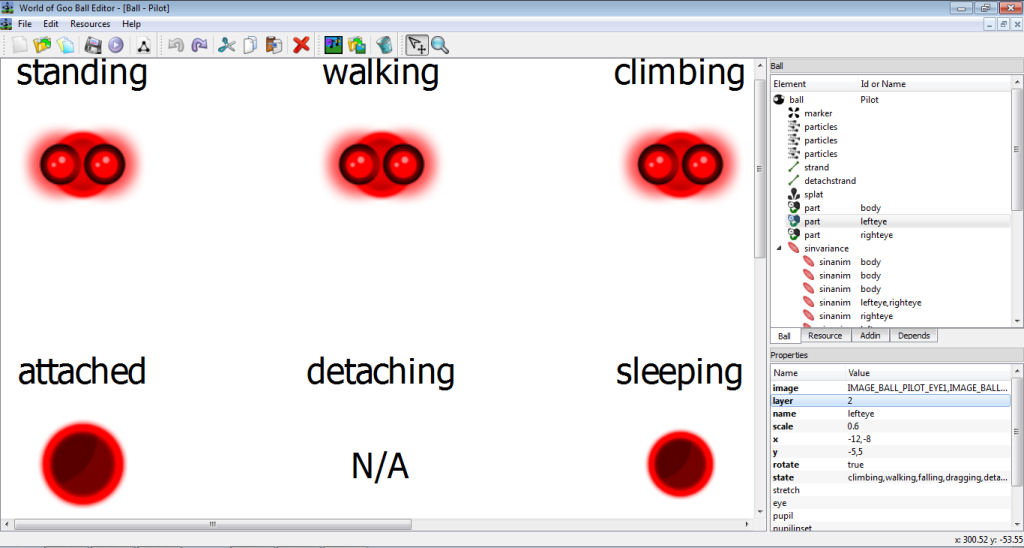 World of Goo Ball Editor - [Ball - Pilot]
File Edit Resources Help
standing walking climbing
attached detaching sleeping
N/A
Ball
Element Id or Name
ball Pilot
marker
particles
particles
particles
strand
detachstrand
splat
part body
part lefteye
part righteye
sinvariance
sinanim body
sinanim body
sinanim body
sinanim lefteye,righteye
sinanim righteye
Ball Resource Addin Depends
Properties
Name Value
image IMAGE_BALL_PILOT_EYE1,IMAGE_BALL...
layer 2
name lefteye
scale 0.6
x -12,-8
y -5,5
rotate true
state climbing,walking,falling,dragging,deta...
stretch
eye
pupil
pupilinset
x: 300.52 y: -53.55